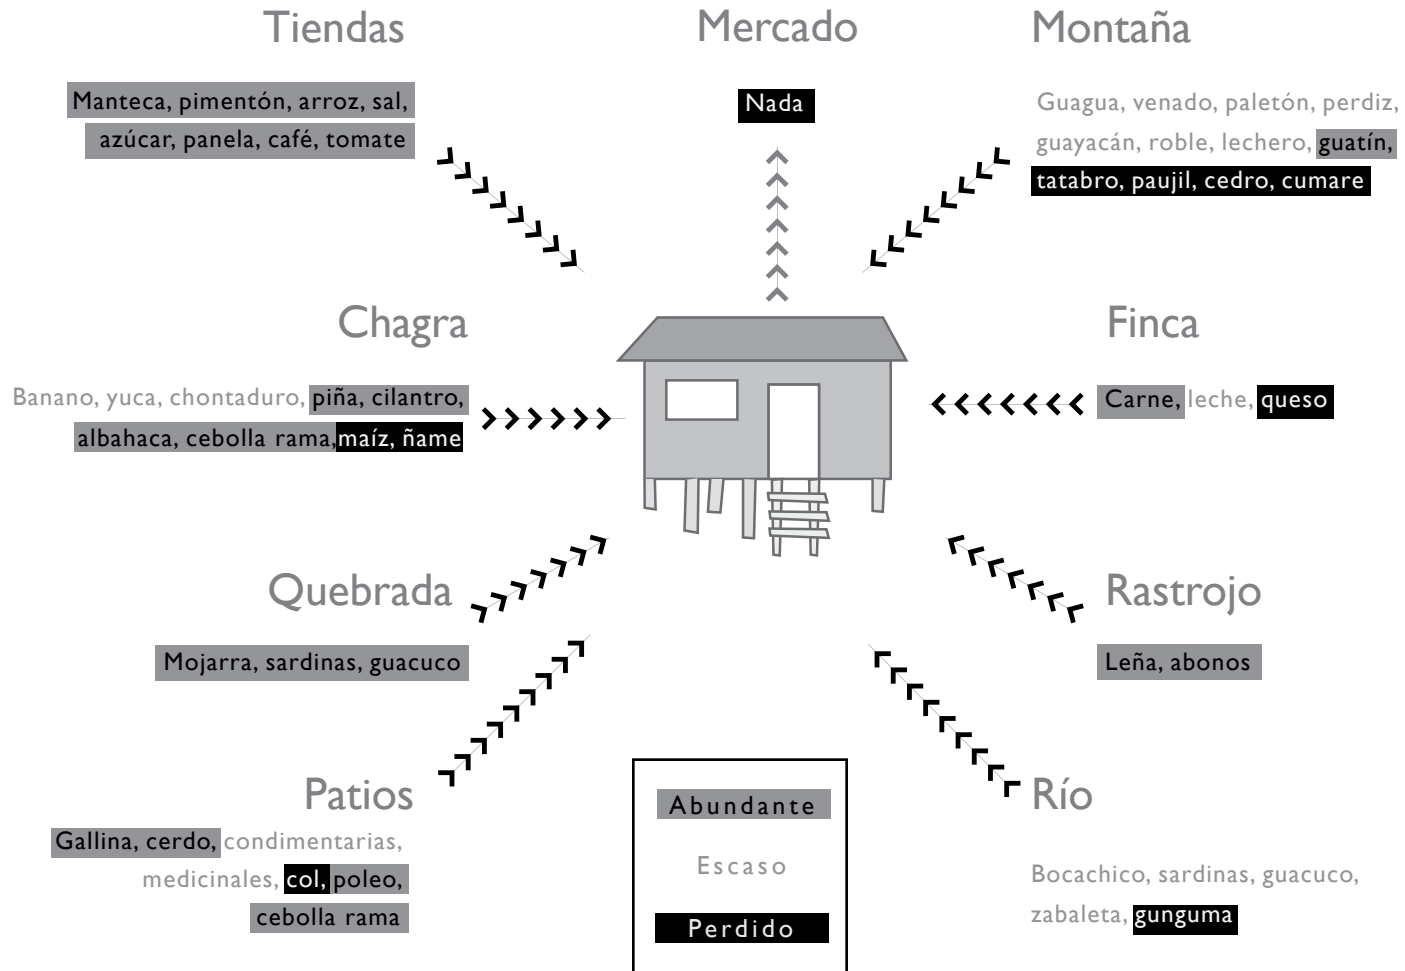 Tiendas
Manteca, pimentón, arroz, sal,
azúcar, panela, café, tomate
Mercado
Nada
Montaña
Guagua, venado, paletón, perdiz,
guayacán, roble, lechero, guatín,
tatabro, paujil, cedro, cumare
Chagra
Banano, yuca, chontaduro, piña, cilantro,
albahaca, cebolla rama, maíz, ñame
Finca
Carne, leche, queso
Quebrada
Mojarra, sardinas, guacuco
Rastrojo
Leña, abonos
Patios
Gallina, cerdo, condimentarias,
medicinales, col, poleo,
cebolla rama
Abundante
Escaso
Perdido
Río
Bocachico, sardinas, guacuco,
zabaleta, gunguma